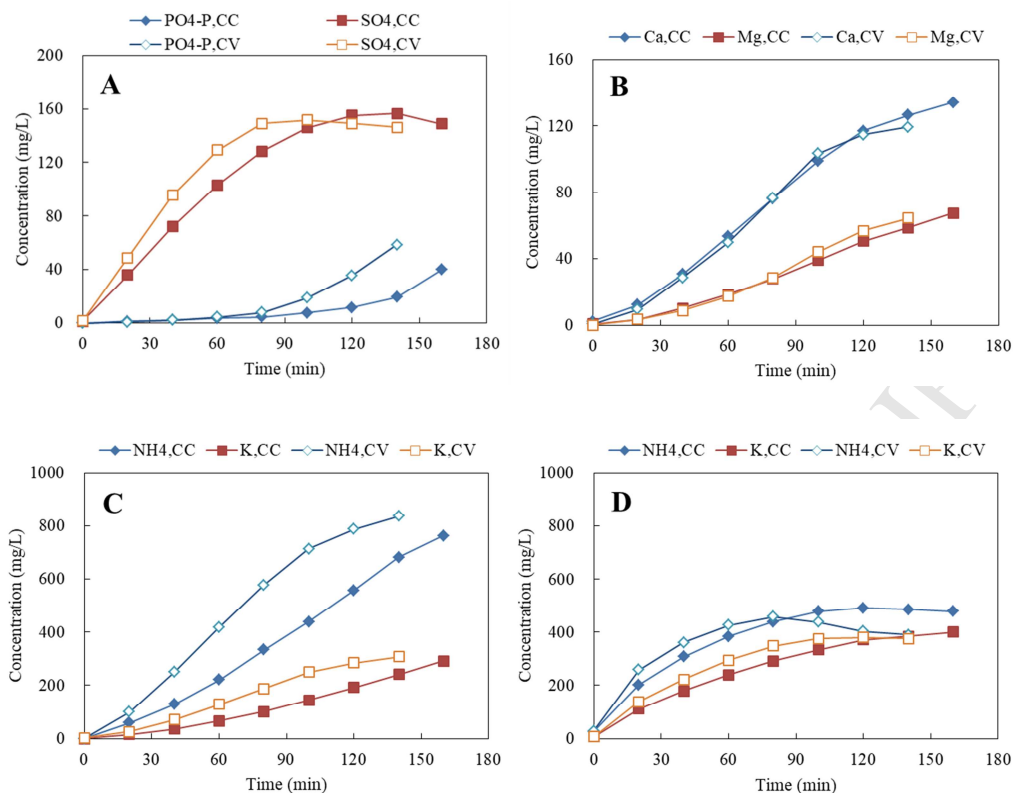 PO4-P,CC SO4,CC
PO4-P,CV SO4,CV
A
Concentration (mg/L)
200
160
120
80
40
0
0 30 60 90 120 150 180
Time (min)
Ca,CC Mg,CC Ca,CV Mg,CV
B
Concentration (mg/L)
160
120
80
40
0
0 30 60 90 120 150 180
Time (min)
NH4,CC K,CC NH4,CV K,CV
C
Concentration (mg/L)
1000
800
600
400
200
0
0 30 60 90 120 150 180
Time (min)
NH4,CC K,CC NH4,CV K,CV
D
Concentration (mg/L)
1000
800
600
400
200
0
0 30 60 90 120 150 180
Time (min)